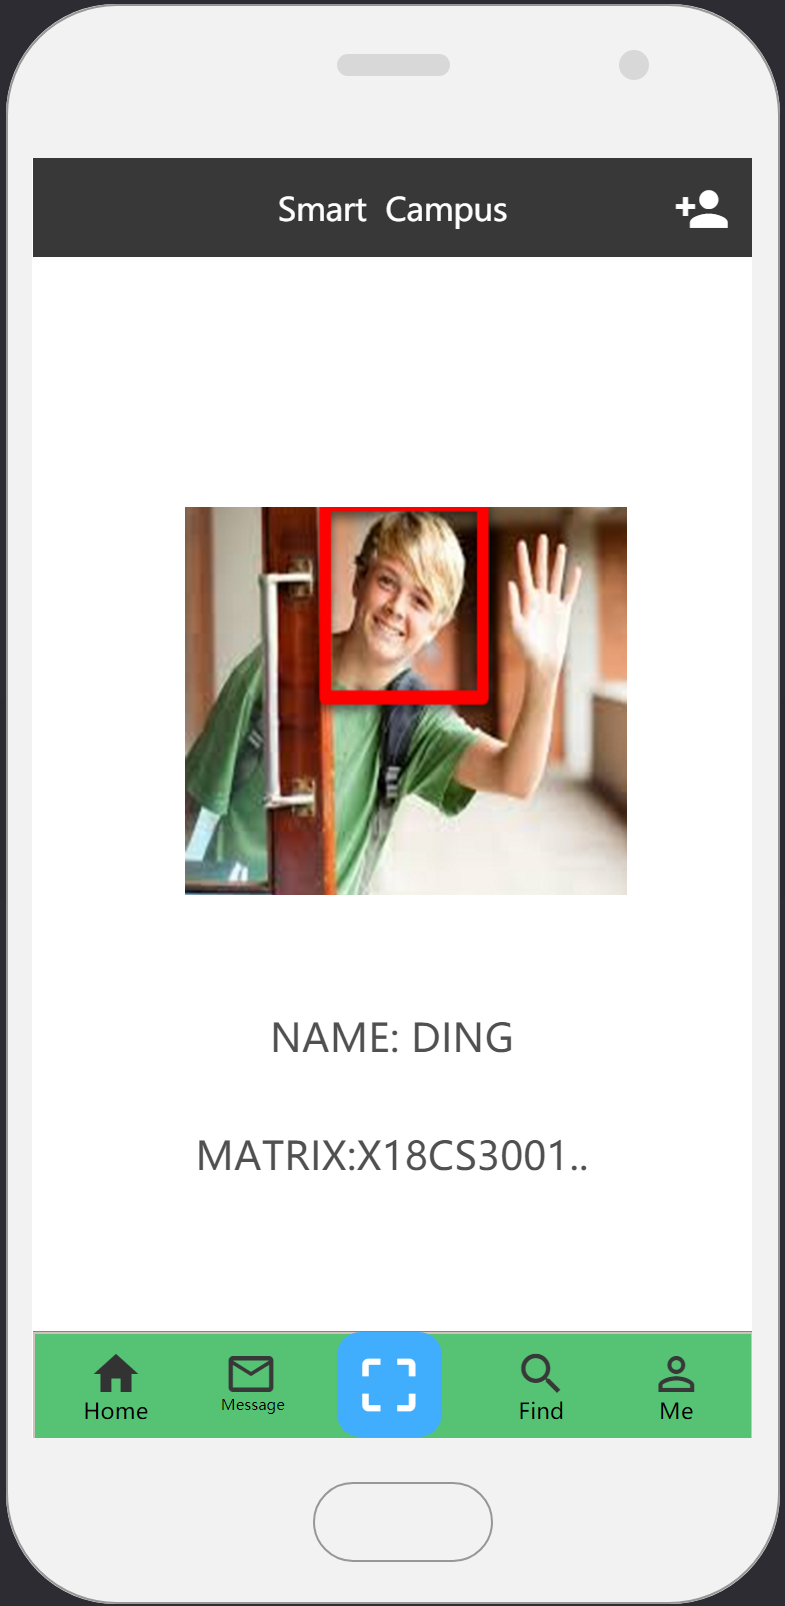 Smart Campus
NAME: DING
MATRIX:X18CS3001..
Home
Message
Find
Me